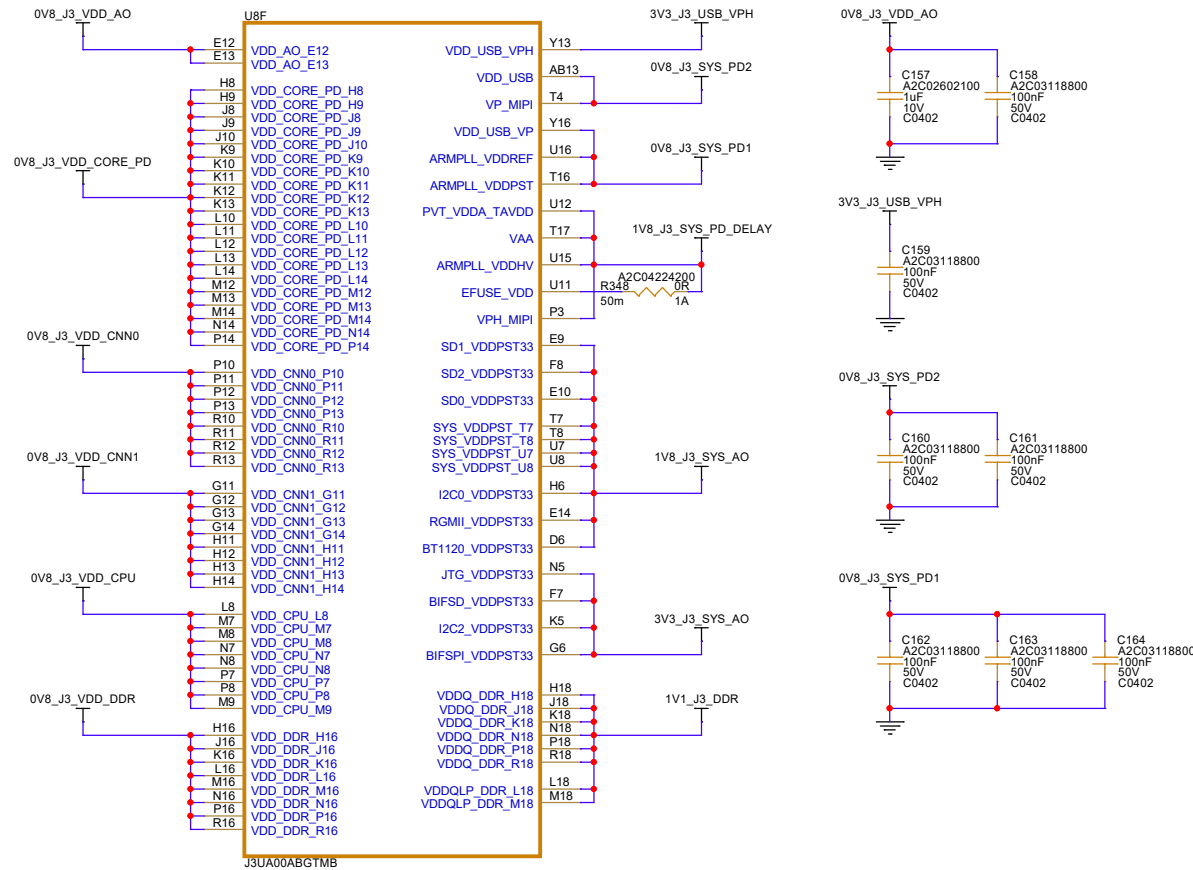 U8F
0V8_J3_VDD_AO
E12 VDD_AO_E12
E13 VDD_AO_E13
H8 VDD_CORE_PD_H8
H9 VDD_CORE_PD_H9
J8 VDD_CORE_PD_J8
J9 VDD_CORE_PD_J9
J10 VDD_CORE_PD_J10
K9 VDD_CORE_PD_K9
K10 VDD_CORE_PD_K10
K11 VDD_CORE_PD_K11
0V8_J3_VDD_CORE_PD
K12 VDD_CORE_PD_K12
K13 VDD_CORE_PD_K13
L10 VDD_CORE_PD_L10
L11 VDD_CORE_PD_L11
L12 VDD_CORE_PD_L12
L13 VDD_CORE_PD_L13
L14 VDD_CORE_PD_L14
M12 VDD_CORE_PD_M12
M13 VDD_CORE_PD_M13
M14 VDD_CORE_PD_M14
N14 VDD_CORE_PD_N14
P14 VDD_CORE_PD_P14
0V8_J3_VDD_CNN0
P10 VDD_CNN0_P10
P11 VDD_CNN0_P11
P12 VDD_CNN0_P12
P13 VDD_CNN0_P13
R10 VDD_CNN0_R10
R11 VDD_CNN0_R11
R12 VDD_CNN0_R12
R13 VDD_CNN0_R13
0V8_J3_VDD_CNN1
G11 VDD_CNN1_G11
G12 VDD_CNN1_G12
G13 VDD_CNN1_G13
G14 VDD_CNN1_G14
H11 VDD_CNN1_H11
H12 VDD_CNN1_H12
H13 VDD_CNN1_H13
H14 VDD_CNN1_H14
0V8_J3_VDD_CPU
L8 VDD_CPU_L8
M7 VDD_CPU_M7
M8 VDD_CPU_M8
N7 VDD_CPU_N7
N8 VDD_CPU_N8
P7 VDD_CPU_P7
P8 VDD_CPU_P8
M9 VDD_CPU_M9
0V8_J3_VDD_DDR
H16 VDD_DDR_H16
J16 VDD_DDR_J16
K16 VDD_DDR_K16
L16 VDD_DDR_L16
M16 VDD_DDR_M16
N16 VDD_DDR_N16
P16 VDD_DDR_P16
R16 VDD_DDR_R16
J3UA00ABGTMB
3V3_J3_USB_VPH
VDD_USB_VPH Y13
VDD_USB AB13
0V8_J3_SYS_PD2
VP_MIPI T4
VDD_USB_VP Y16
ARMPLL_VDDREF U16
0V8_J3_SYS_PD1
ARMPLL_VDDPST T16
PVT_VDDA_TAVDD U12
VAA T17
1V8_J3_SYS_PD_DELAY
ARMPLL_VDDHV U15
EFUSE_VDD U11
A2C04224200
R348 0R
50m 1A
VPH_MIPI P3
SD1_VDDPST33 E9
SD2_VDDPST33 F8
SD0_VDDPST33 E10
SYS_VDDPST_T7 T7
SYS_VDDPST_T8 T8
SYS_VDDPST_U7 U7
SYS_VDDPST_U8 U8
1V8_J3_SYS_AO
I2C0_VDDPST33 H6
RGMII_VDDPST33 E14
BT1120_VDDPST33 D6
JTG_VDDPST33 N5
BIFSD_VDDPST33 F7
I2C2_VDDPST33 K5
3V3_J3_SYS_AO
BIFSPI_VDDPST33 G6
VDDQ_DDR_H18 H18
VDDQ_DDR_J18 J18
VDDQ_DDR_K18 K18
1V1_J3_DDR
VDDQ_DDR_N18 N18
VDDQ_DDR_P18 P18
VDDQ_DDR_R18 R18
VDDQLP_DDR_L18 L18
VDDQLP_DDR_M18 M18
0V8_J3_VDD_AO
C157
A2C02602100
1uF
10V
C0402
C158
A2C03118800
100nF
50V
C0402
3V3_J3_USB_VPH
C159
A2C03118800
100nF
50V
C0402
0V8_J3_SYS_PD2
C160
A2C03118800
100nF
50V
C0402
C161
A2C03118800
100nF
50V
C0402
0V8_J3_SYS_PD1
C162
A2C03118800
100nF
50V
C0402
C163
A2C03118800
100nF
50V
C0402
C164
A2C03118800
100nF
50V
C0402